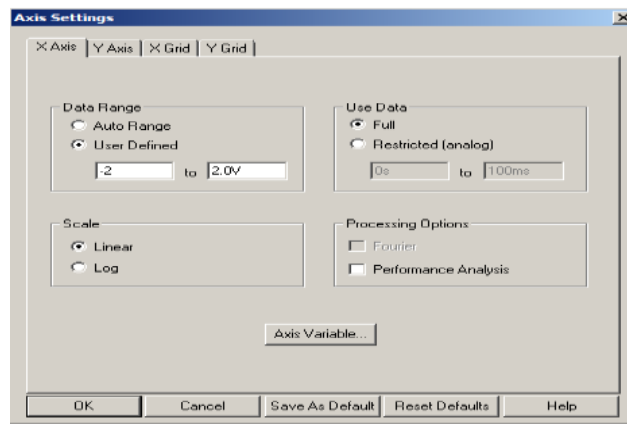 Axis Settings
X Axis Y Axis X Grid Y Grid
Data Range
Auto Range
User Defined
-2 to 2.0V
Use Data
Full
Restricted (analog)
0s to 100ms
Scale
Linear
Log
Processing Options
Fourier
Performance Analysis
Axis Variable...
OK Cancel Save As Default Reset Defaults Help